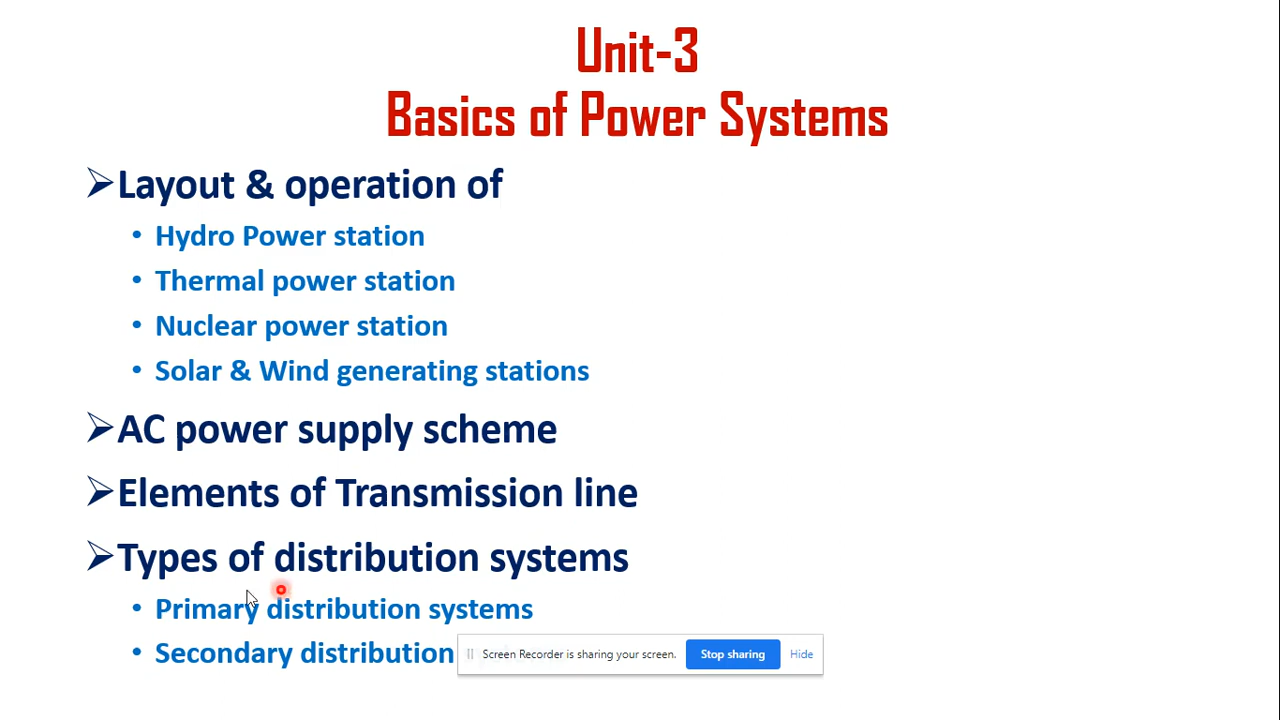 Unit-3
Basics of Power Systems
➢Layout & operation of
• Hydro Power station
• Thermal power station
• Nuclear power station
• Solar & Wind generating stations
➢AC power supply scheme
➢Elements of Transmission line
➢Types of distribution systems
• Primary distribution systems
• Secondary distribution
Screen Recorder is sharing your screen. Stop sharing Hide